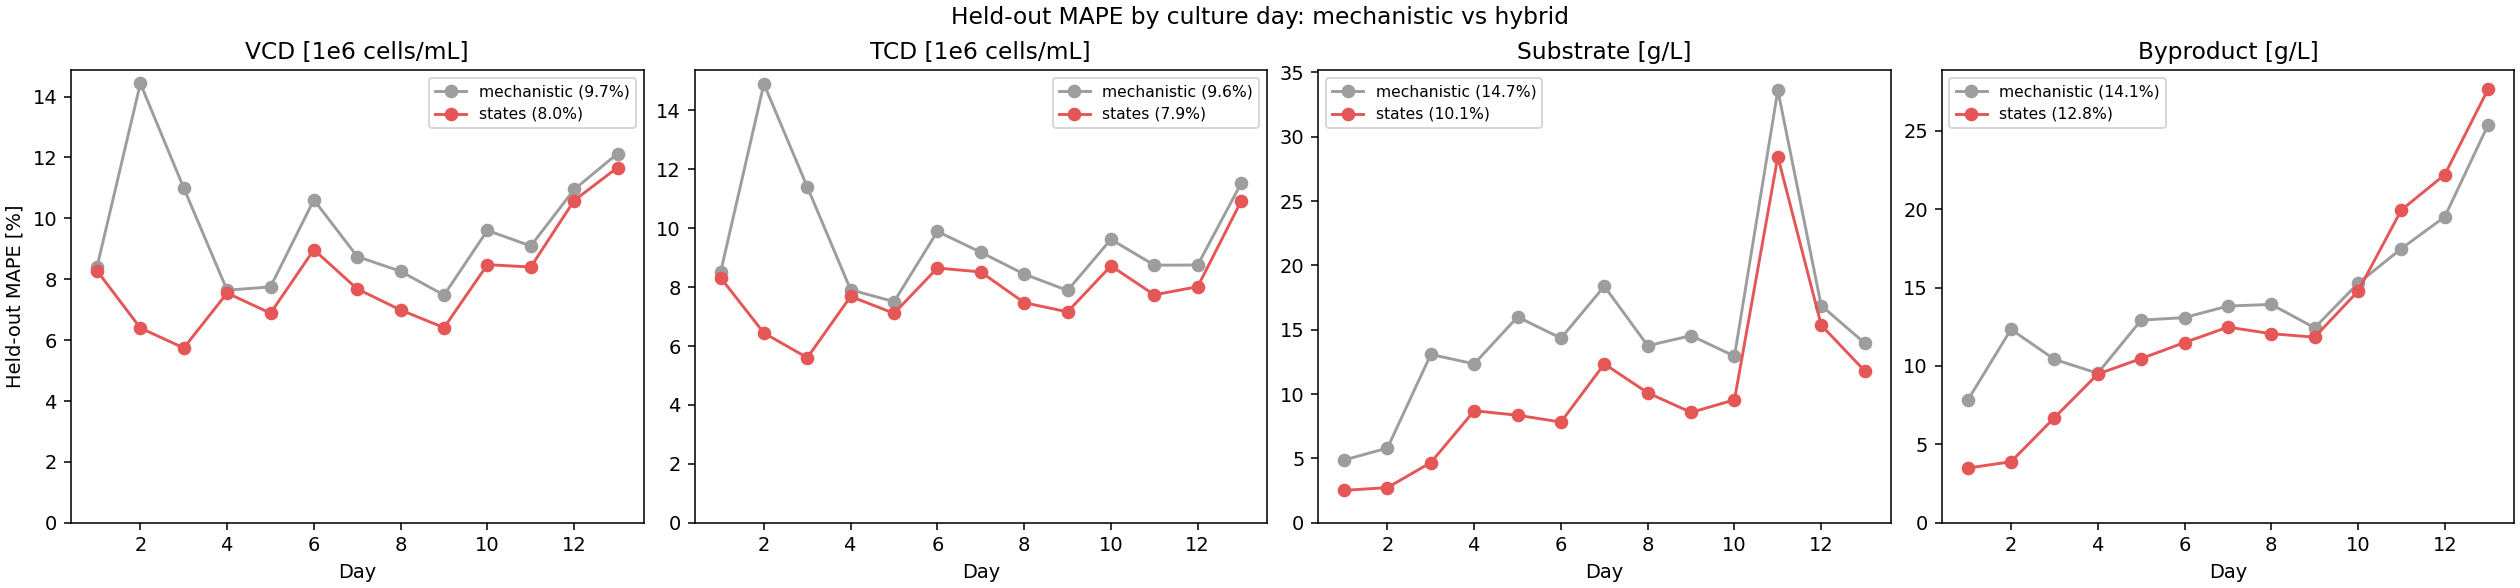 Held-out MAPE by culture day: mechanistic vs hybrid
VCD [1e6 cells/mL]
Held-out MAPE [%]
14
12
10
8
6
4
2
0
mechanistic (9.7%)
states (8.0%)
2 4 6 8 10 12
Day
TCD [1e6 cells/mL]
14
12
10
8
6
4
2
0
mechanistic (9.6%)
states (7.9%)
2 4 6 8 10 12
Day
Substrate [g/L]
35
30
25
20
15
10
5
0
mechanistic (14.7%)
states (10.1%)
2 4 6 8 10 12
Day
Byproduct [g/L]
25
20
15
10
5
0
mechanistic (14.1%)
states (12.8%)
2 4 6 8 10 12
Day